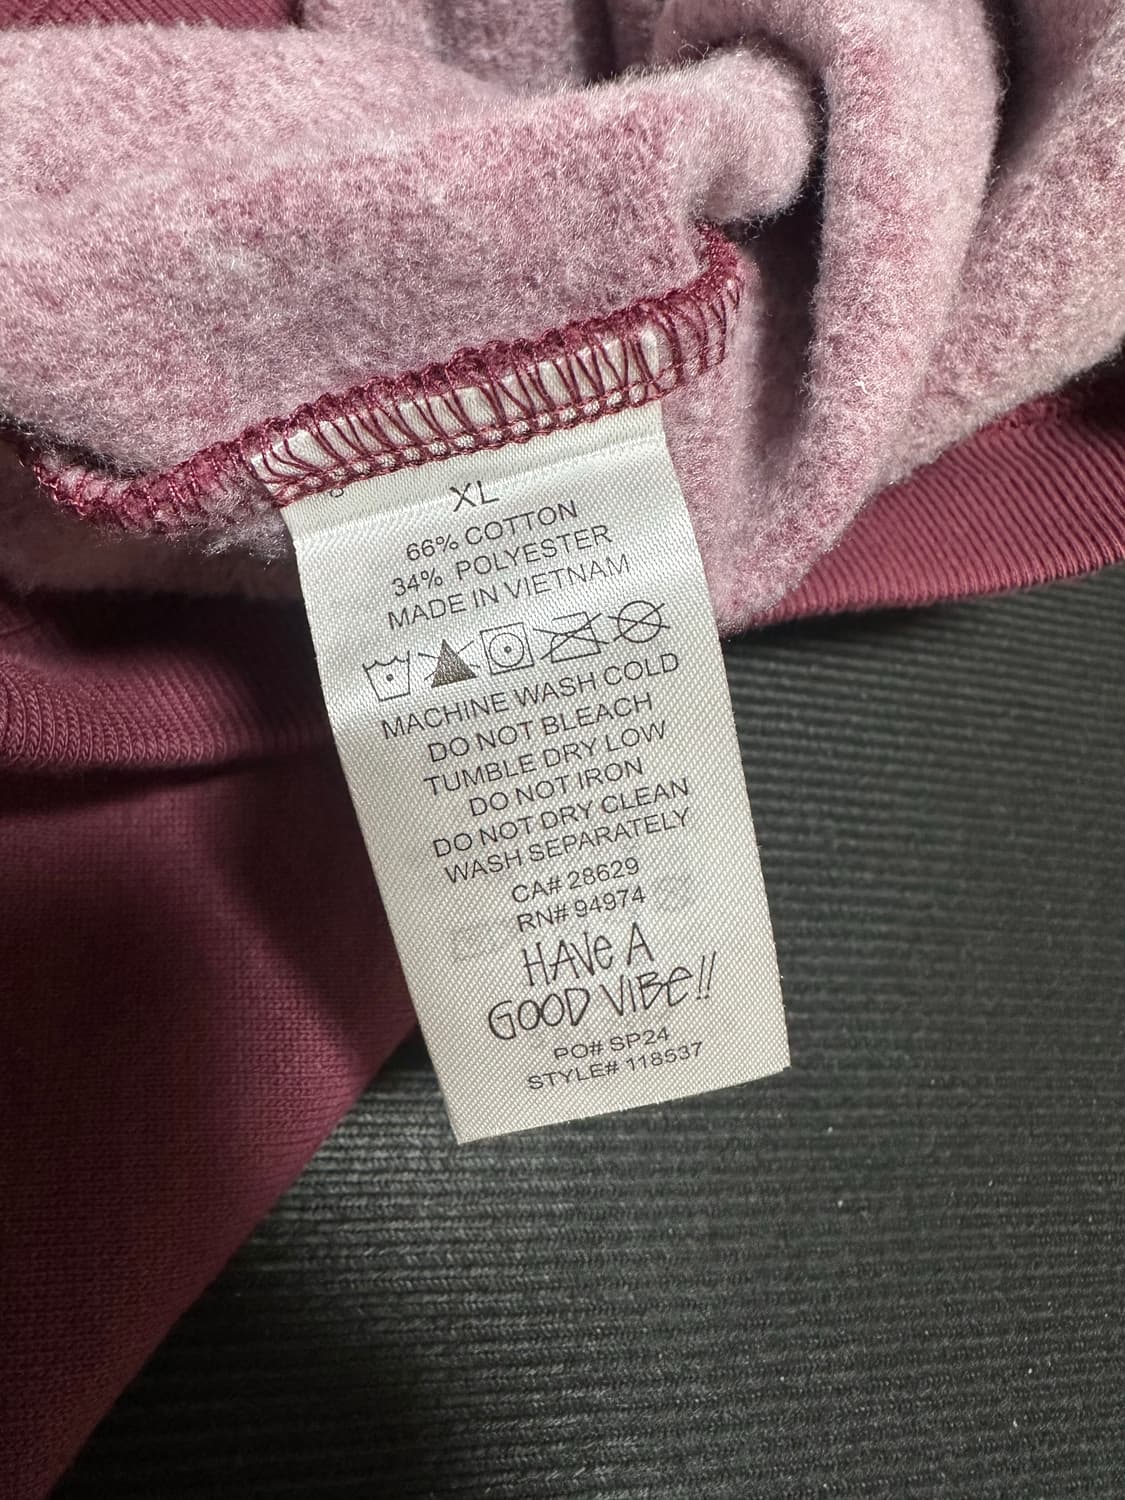 XL
66% COTTON
34% POLYESTER
MADE IN VIETNAM
MACHINE WASH COLD
DO NOT BLEACH
TUMBLE DRY LOW
DO NOT IRON
DO NOT DRY CLEAN
WASH SEPARATELY
CA# 28629
RN# 94974
HAVE A
GOOD VIBE!!
PO# SP24
STYLE# 118537